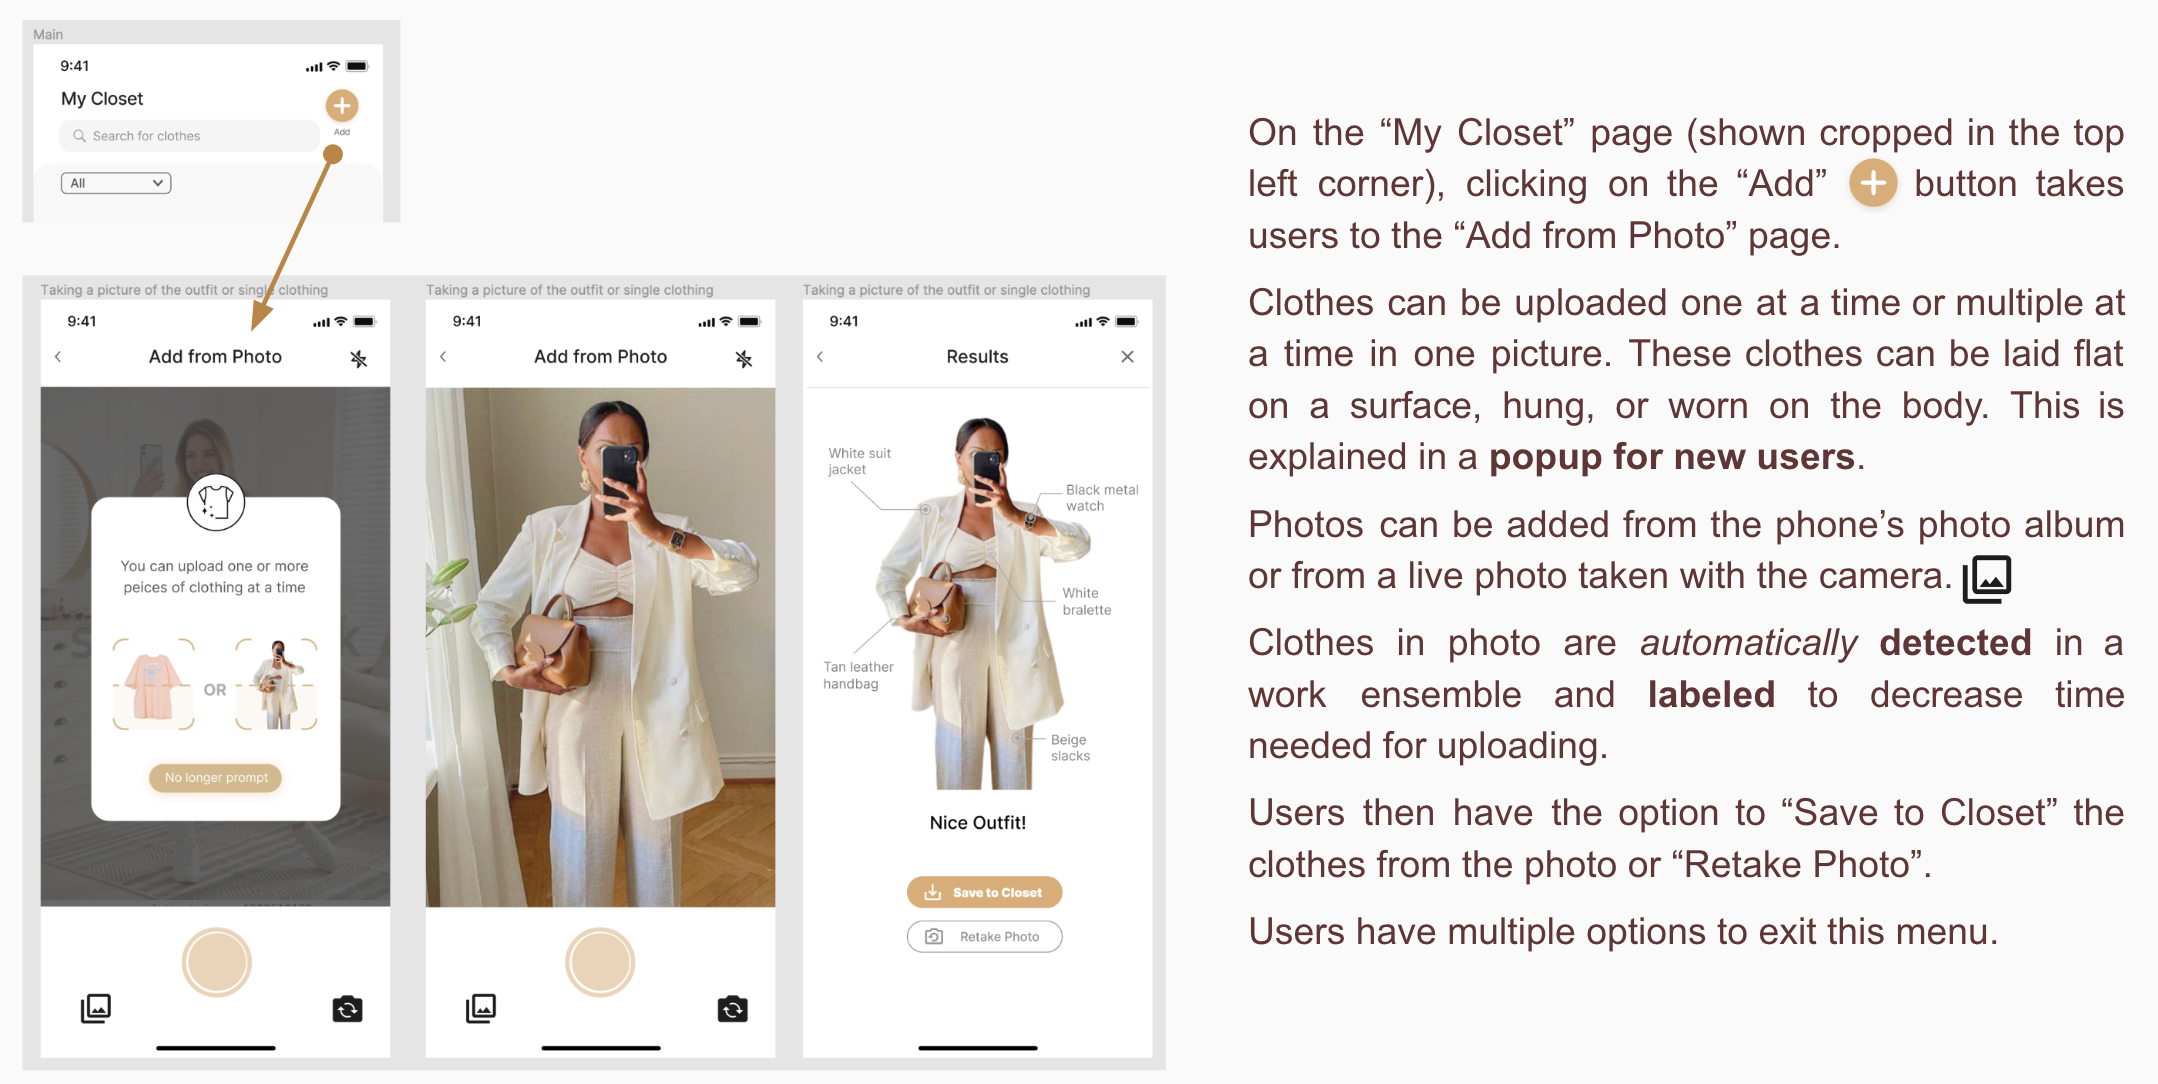 Main
9:41
My Closet
Search for clothes
Add
All
Taking a picture of the outfit or single clothing
9:41
Add from Photo
You can upload one or more
peices of clothing at a time
OR
No longer prompt
Taking a picture of the outfit or single clothing
9:41
Add from Photo
Taking a picture of the outfit or single clothing
9:41
Results
White suit
jacket
Black metal
watch
White
bralette
Tan leather
handbag
Beige
slacks
Nice Outfit!
Save to Closet
Retake Photo
On the “My Closet” page (shown cropped in the top
left corner), clicking on the “Add” button takes
users to the “Add from Photo” page.
Clothes can be uploaded one at a time or multiple at
a time in one picture. These clothes can be laid flat
on a surface, hung, or worn on the body. This is
explained in a popup for new users.
Photos can be added from the phone’s photo album
or from a live photo taken with the camera.
Clothes in photo are automatically detected in a
work ensemble and labeled to decrease time
needed for uploading.
Users then have the option to “Save to Closet” the
clothes from the photo or “Retake Photo”.
Users have multiple options to exit this menu.